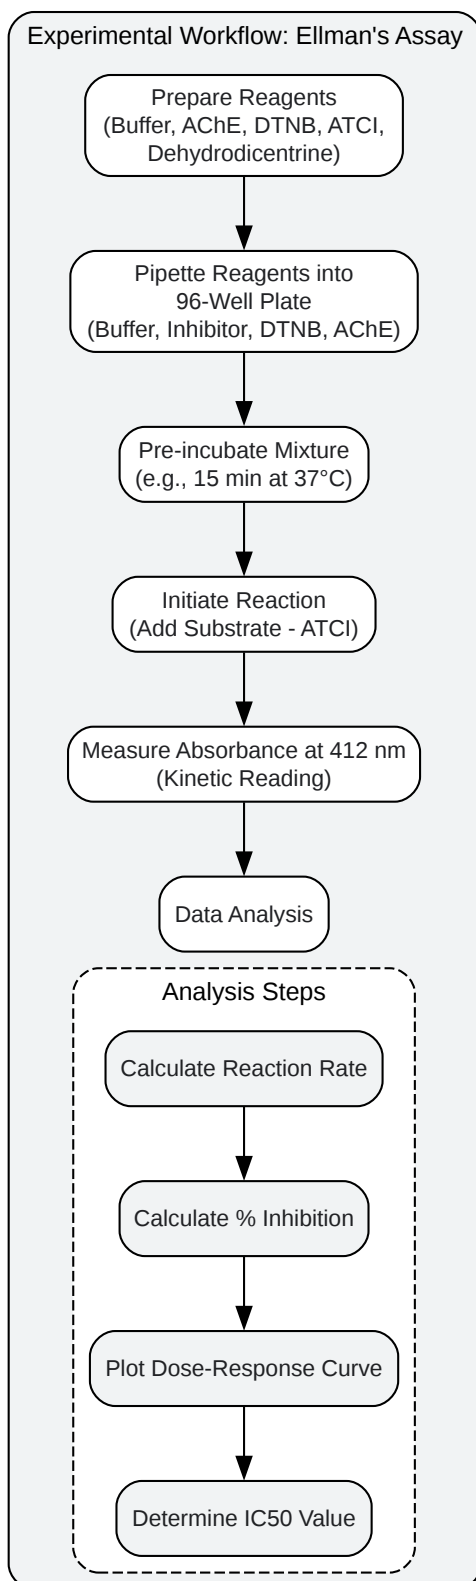 Experimental Workflow: Ellman's Assay
Prepare Reagents
(Buffer, AChE, DTNB, ATCI,
Dehydrodicentrine)
Pipette Reagents into
96-Well Plate
(Buffer, Inhibitor, DTNB, AChE)
Pre-incubate Mixture
(e.g., 15 min at 37°C)
Initiate Reaction
(Add Substrate - ATCI)
Measure Absorbance at 412 nm
(Kinetic Reading)
Data Analysis
Analysis Steps
Calculate Reaction Rate
Calculate % Inhibition
Plot Dose-Response Curve
Determine IC50 Value